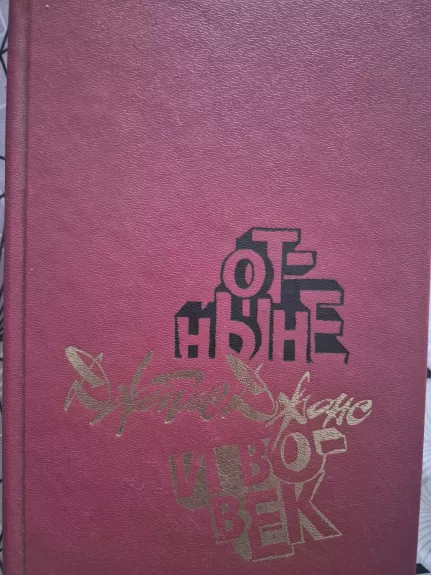 ОТ-
НЫНЕ
Джеймс Джонс
И ВО-
ВЕК